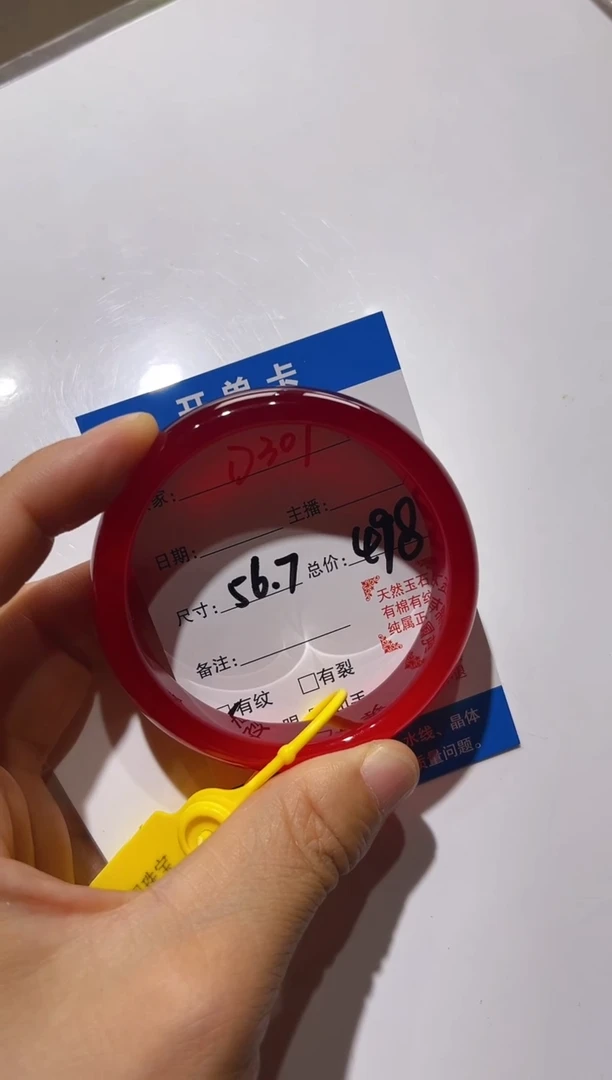 开单卡
家: D301
日期: 主播:
尺寸: 56.7 总价: 498
天然玉石
有棉有纹
纯属正
备注:
□有纹 □有裂
水线、晶体
质量问题。